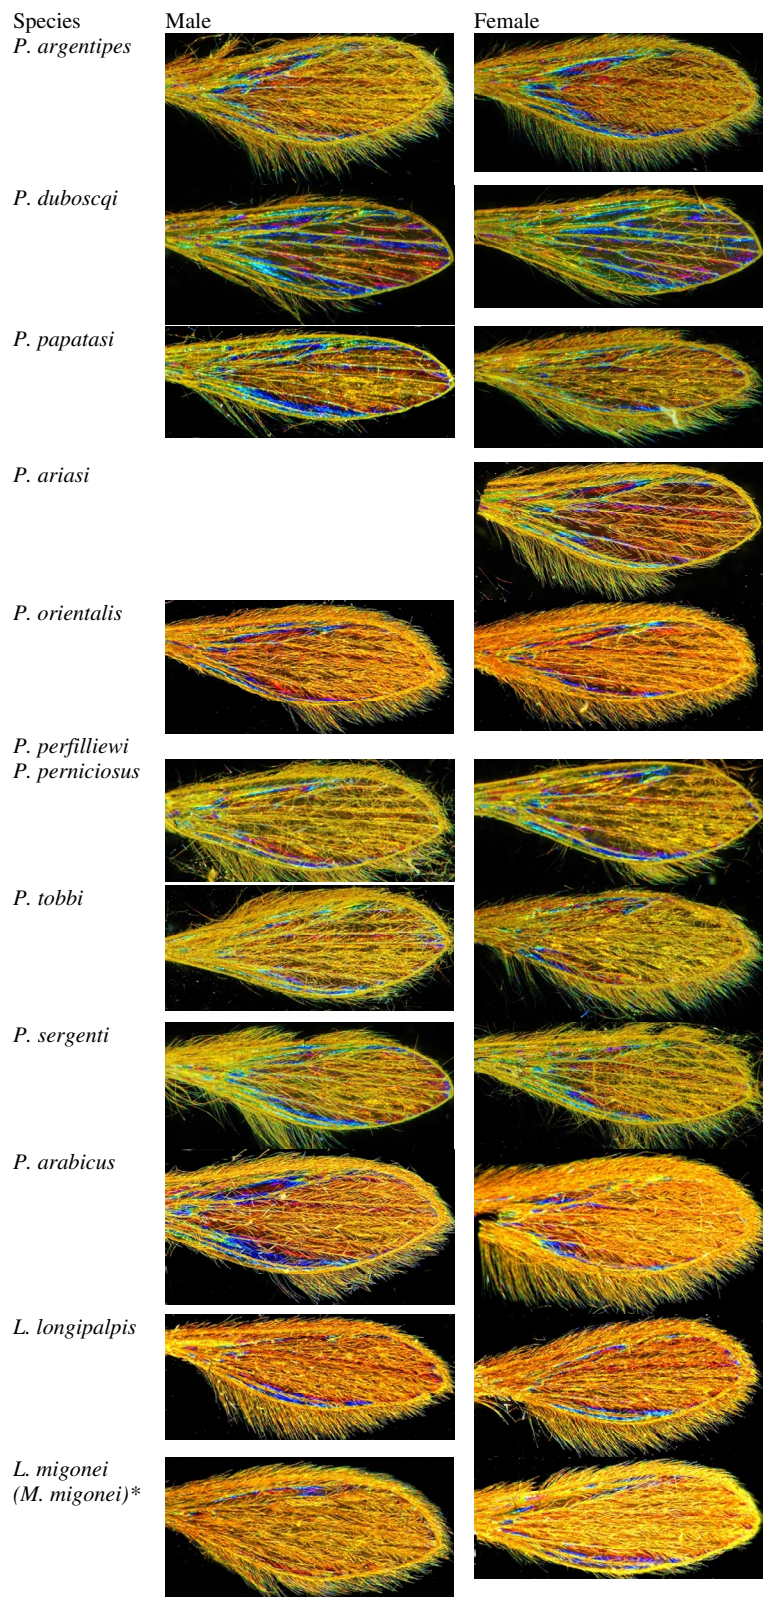 Species Male Female
P. argentipes
P. duboscqi
P. papatasi
P. ariasi
P. orientalis
P. perfilliewi
P. perniciosus
P. tobbi
P. sergenti
P. arabicus
L. longipalpis
L. migonei
(M. migonei)*